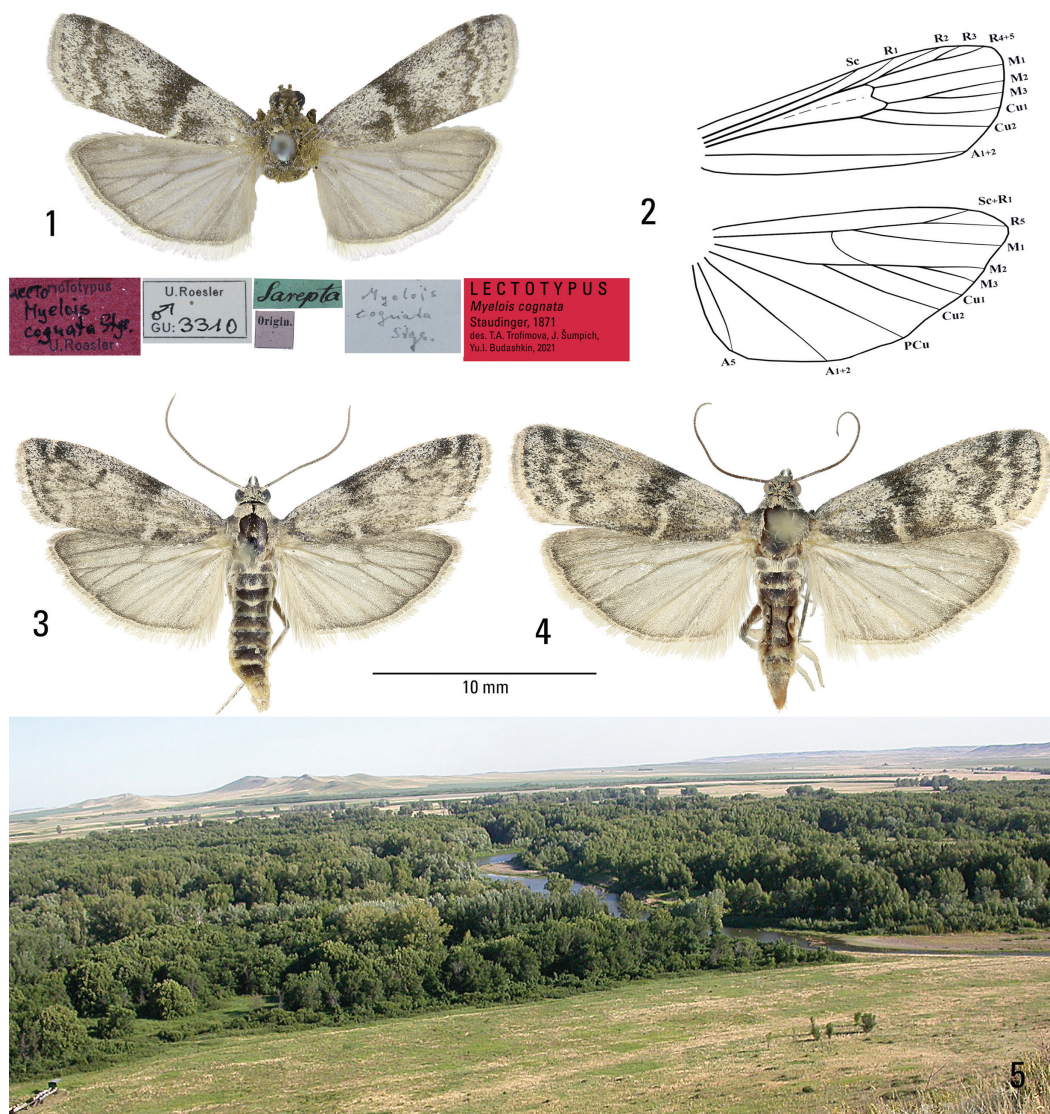 1
2
Sc
R1
R2
R3
R4+5
M1
M2
M3
Cu1
Cu2
A1+2
Sc+R1
R5
M1
M2
M3
Cu1
Cu2
PCu
A1+2
A5
Lectomolotypus
Myelois
cognata Stgr.
U. Roesler
U.Roesler
♂
GU: 3310
Sarepta
Origin.
Myelois
cognata
Stgr.
LECTOTYPUS
Myelois cognata
Staudinger, 1871
des. T.A. Trofimova, J. Šumpich,
Yu.I. Budashkin, 2021
3
4
10 mm
5